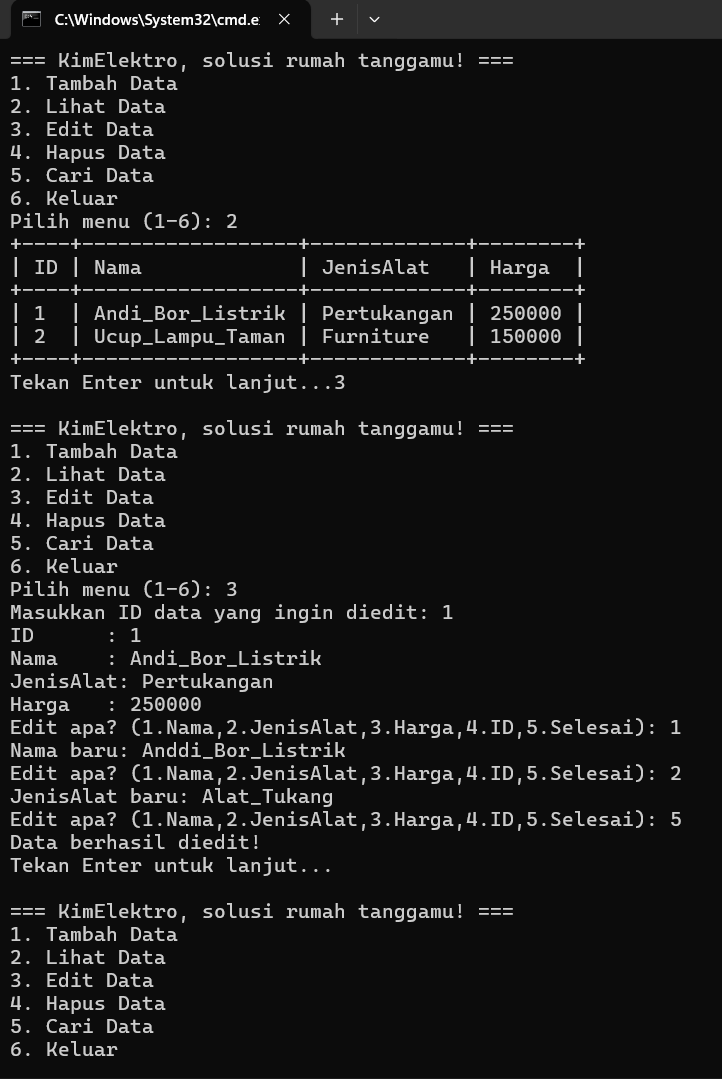 C:\Windows\System32\cmd.e
=== KimElektro, solusi rumah tanggamu! ===
1. Tambah Data
2. Lihat Data
3. Edit Data
4. Hapus Data
5. Cari Data
6. Keluar
Pilih menu (1-6): 2
+----+------------------+-------------+--------+
| ID | Nama             | JenisAlat   | Harga  |
+----+------------------+-------------+--------+
| 1  | Andi_Bor_Listrik | Pertukangan | 250000 |
| 2  | Ucup_Lampu_Taman | Furniture   | 150000 |
+----+------------------+-------------+--------+
Tekan Enter untuk lanjut...3
=== KimElektro, solusi rumah tanggamu! ===
1. Tambah Data
2. Lihat Data
3. Edit Data
4. Hapus Data
5. Cari Data
6. Keluar
Pilih menu (1-6): 3
Masukkan ID data yang ingin diedit: 1
ID      : 1
Nama    : Andi_Bor_Listrik
JenisAlat: Pertukangan
Harga   : 250000
Edit apa? (1.Nama,2.JenisAlat,3.Harga,4.ID,5.Selesai): 1
Nama baru: Anddi_Bor_Listrik
Edit apa? (1.Nama,2.JenisAlat,3.Harga,4.ID,5.Selesai): 2
JenisAlat baru: Alat_Tukang
Edit apa? (1.Nama,2.JenisAlat,3.Harga,4.ID,5.Selesai): 5
Data berhasil diedit!
Tekan Enter untuk lanjut...
=== KimElektro, solusi rumah tanggamu! ===
1. Tambah Data
2. Lihat Data
3. Edit Data
4. Hapus Data
5. Cari Data
6. Keluar